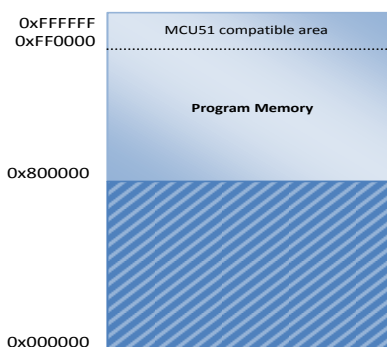 0xFFFFFF
0xFF0000
MCU51 compatible area
Program Memory
0x800000
0x000000